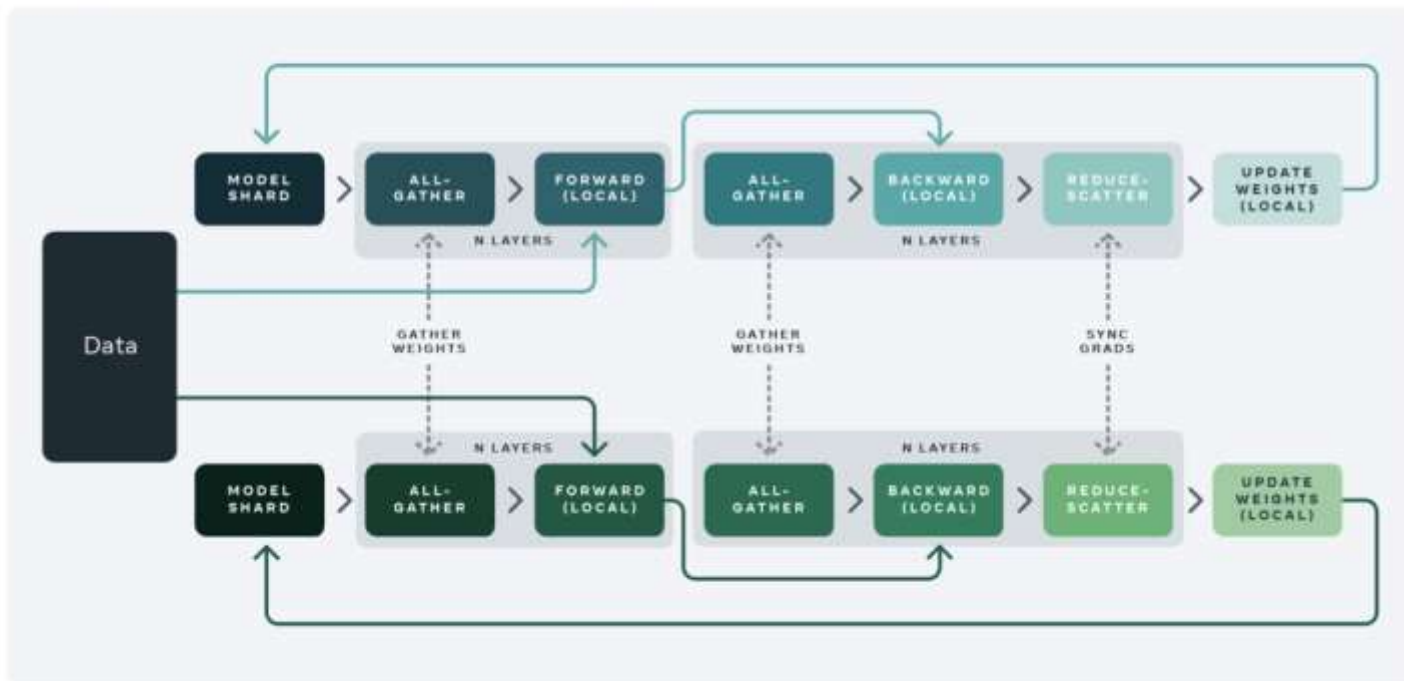 MODEL
SHARD
ALL-
GATHER
FORWARD
(LOCAL)
N LAYERS
ALL-
GATHER
BACKWARD
(LOCAL)
REDUCE-
SCATTER
N LAYERS
UPDATE
WEIGHTS
(LOCAL)
Data
GATHER
WEIGHTS
GATHER
WEIGHTS
SYNC
GRADS
MODEL
SHARD
N LAYERS
ALL-
GATHER
FORWARD
(LOCAL)
N LAYERS
ALL-
GATHER
BACKWARD
(LOCAL)
REDUCE-
SCATTER
UPDATE
WEIGHTS
(LOCAL)